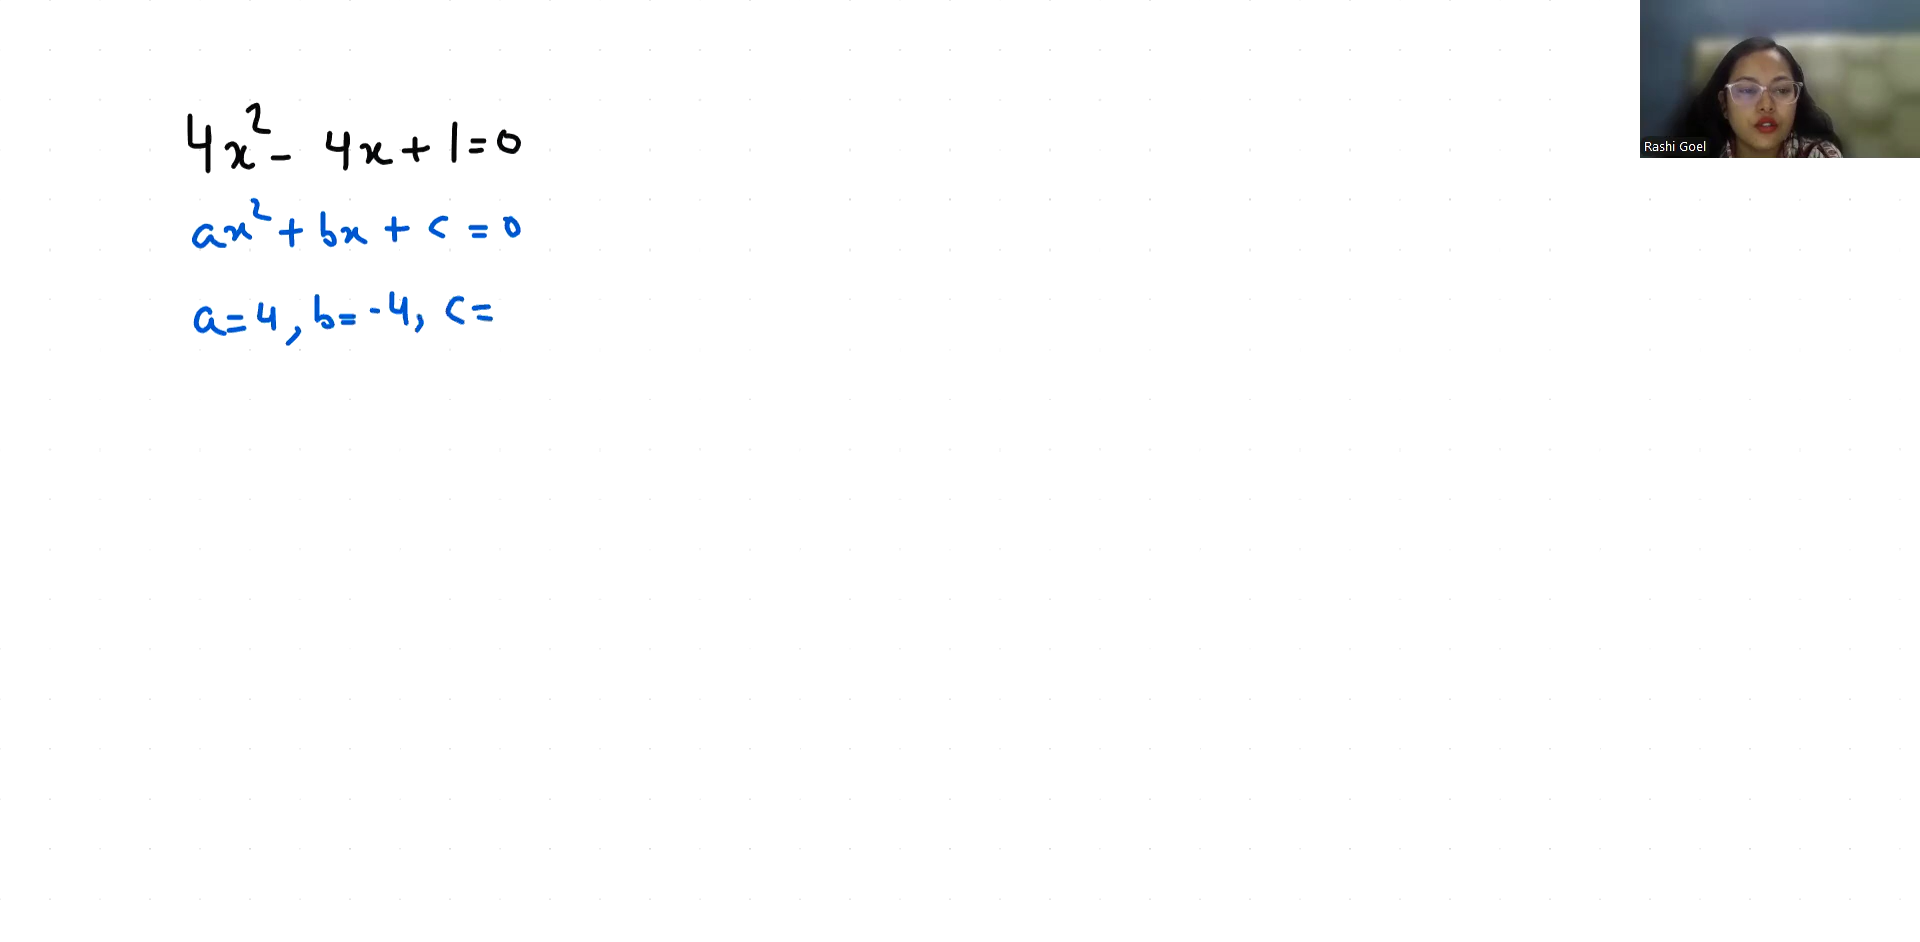 4x² - 4x + 1 = 0
ax² + bx + c = 0
a = 4, b = -4, c =
Rashi Goel